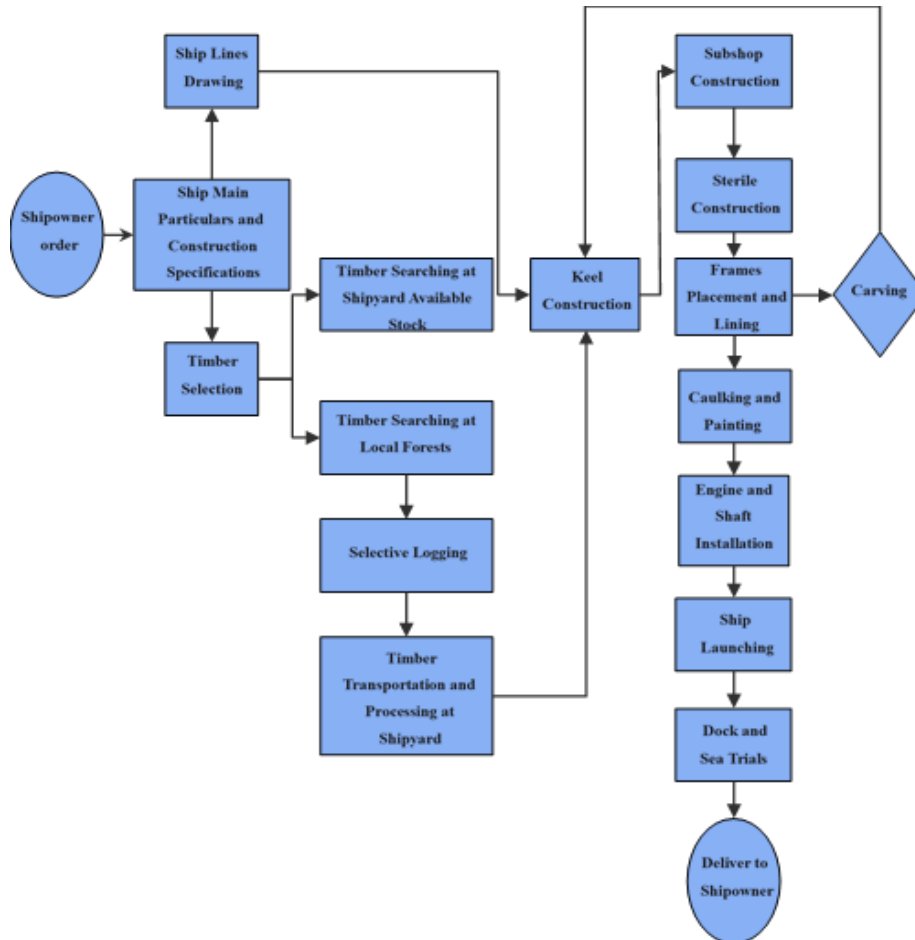 Ship Lines
Drawing
Shipowner
order
Ship Main
Particulars and
Construction
Specifications
Timber
Selection
Timber Searching at
Shipyard Available
Stock
Timber Searching at
Local Forests
Selective Logging
Timber
Transportation and
Processing at
Shipyard
Keel
Construction
Subshop
Construction
Sterile
Construction
Frames
Placement and
Lining
Carving
Caulking and
Painting
Engine and
Shaft
Installation
Ship
Launching
Dock and
Sea Trials
Deliver to
Shipowner